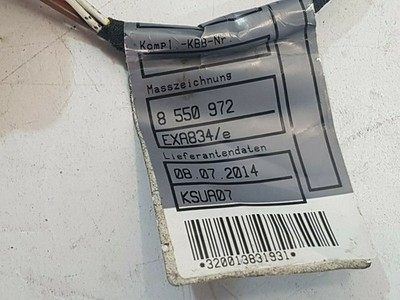 Kompl -KBB-Nr
Masszeichnung
8 550 972
EXA834/e
Lieferantendaten
08.07.2014
KSUA07
*320013831931*